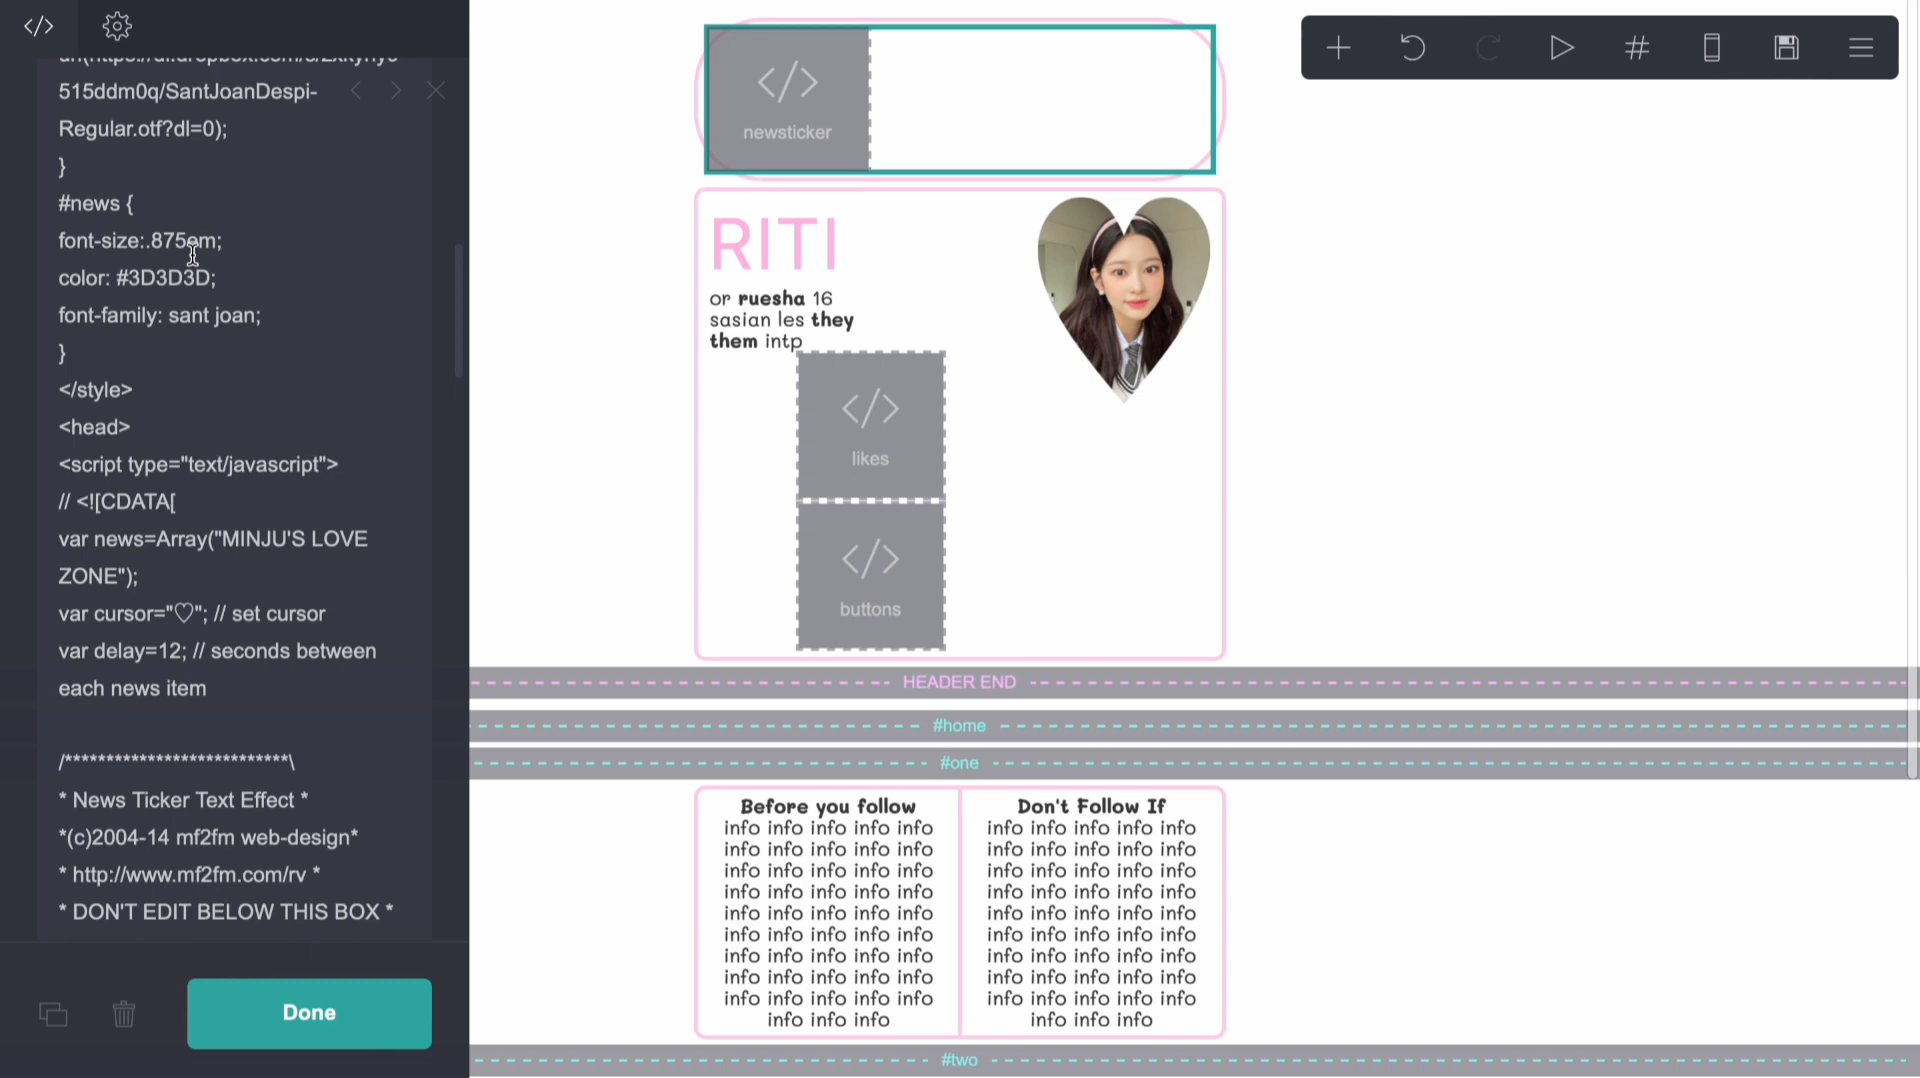 515ddm0q/SantJoanDespi-
Regular.otf?dl=0);
}
#news {
font-size:.875em;
color: #3D3D3D;
font-family: sant joan;
}
</style>
<head>
<script type="text/javascript">
// <![CDATA[
var news=Array("MINJU'S LOVE
ZONE");
var cursor="♡"; // set cursor
var delay=12; // seconds between
each news item
/***************************\
* News Ticker Text Effect *
*(c)2004-14 mf2fm web-design*
* http://www.mf2fm.com/rv *
* DON'T EDIT BELOW THIS BOX *
Done
</>
newsticker
RITI
or ruesha 16
sasian les they
them intp
</>
likes
</>
buttons
HEADER END
#home
#one
Before you follow
info info info info info
info info info info info
info info info info info
info info info info info
info info info info info
info info info info info
info info info info info
info info info info info
info info info info info
info info info
Don't Follow If
info info info info info
info info info info info
info info info info info
info info info info info
info info info info info
info info info info info
info info info info info
info info info info info
info info info info info
info info info
#two